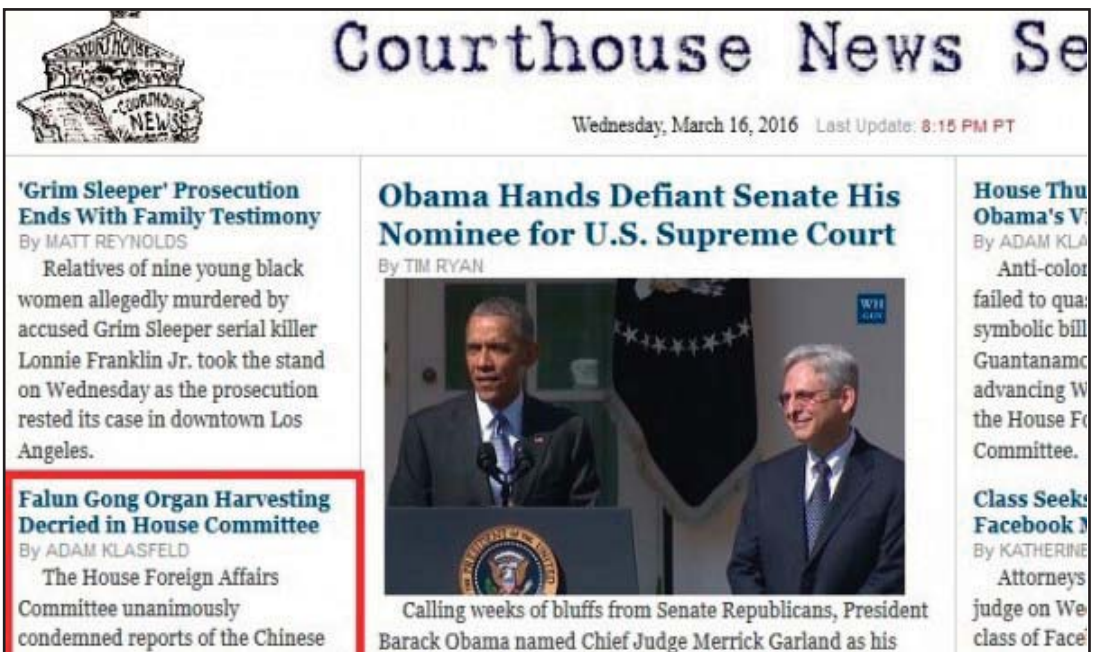 COURTHOUSE
COURTHOUSE
NEWS
Courthouse News Se
Wednesday, March 16, 2016 Last Update: 8:15 PM PT
'Grim Sleeper' Prosecution
Ends With Family Testimony
By MATT REYNOLDS
Relatives of nine young black
women allegedly murdered by
accused Grim Sleeper serial killer
Lonnie Franklin Jr. took the stand
on Wednesday as the prosecution
rested its case in downtown Los
Angeles.
Falun Gong Organ Harvesting
Decried in House Committee
By ADAM KLASFELD
The House Foreign Affairs
Committee unanimously
condemned reports of the Chinese
Obama Hands Defiant Senate His
Nominee for U.S. Supreme Court
By TIM RYAN
WH
GOV
Calling weeks of bluffs from Senate Republicans, President
Barack Obama named Chief Judge Merrick Garland as his
House Thu
Obama's V
By ADAM KLA
Anti-color
failed to qua
symbolic bill
Guantanamo
advancing W
the House Fo
Committee.
Class Seeks
Facebook
By KATHERINE
Attorneys
judge on We
class of Face